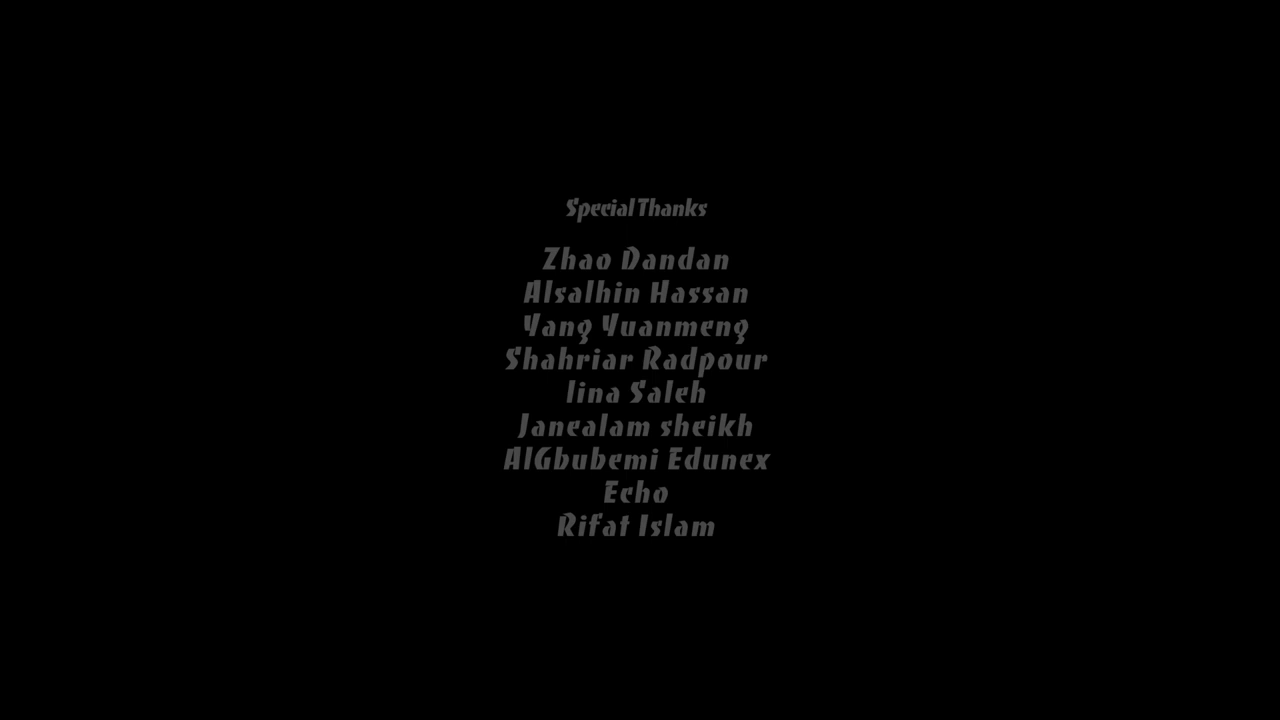 Special Thanks
Zhao Dandan
Alsalhin Hassan
Yang Yuanmeng
Shahriar Radpour
lina Saleh
Janealam sheikh
AlGbubemi Edunex
Echo
Rifat Islam